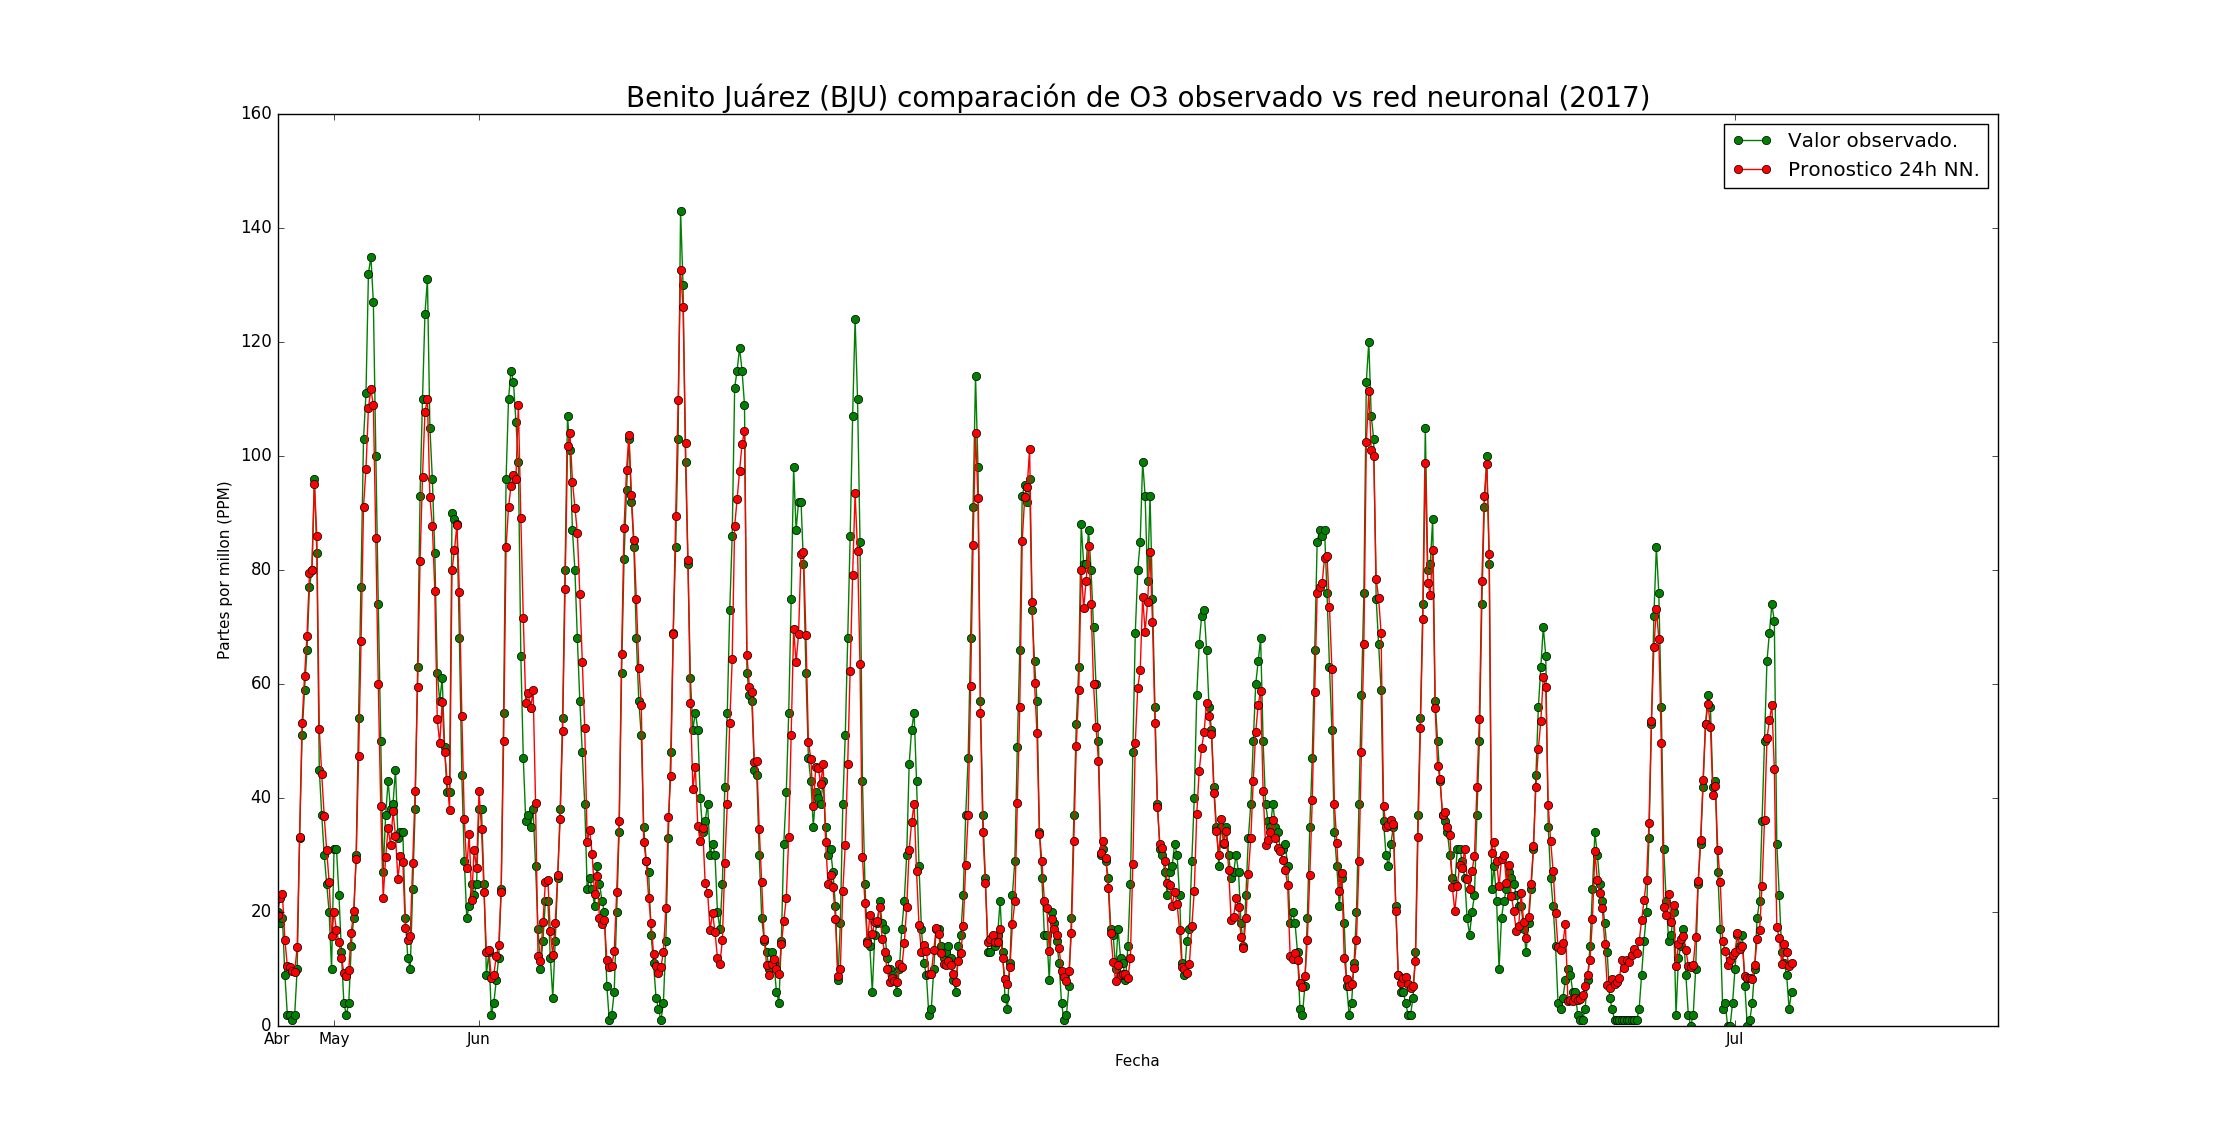 Benito Juárez (BJU) comparación de O3 observado vs red neuronal (2017)
Valor observado.
Pronostico 24h NN.
Partes por millon (PPM)
160
140
120
100
80
60
40
20
0
Abr May Jun Jul
Fecha